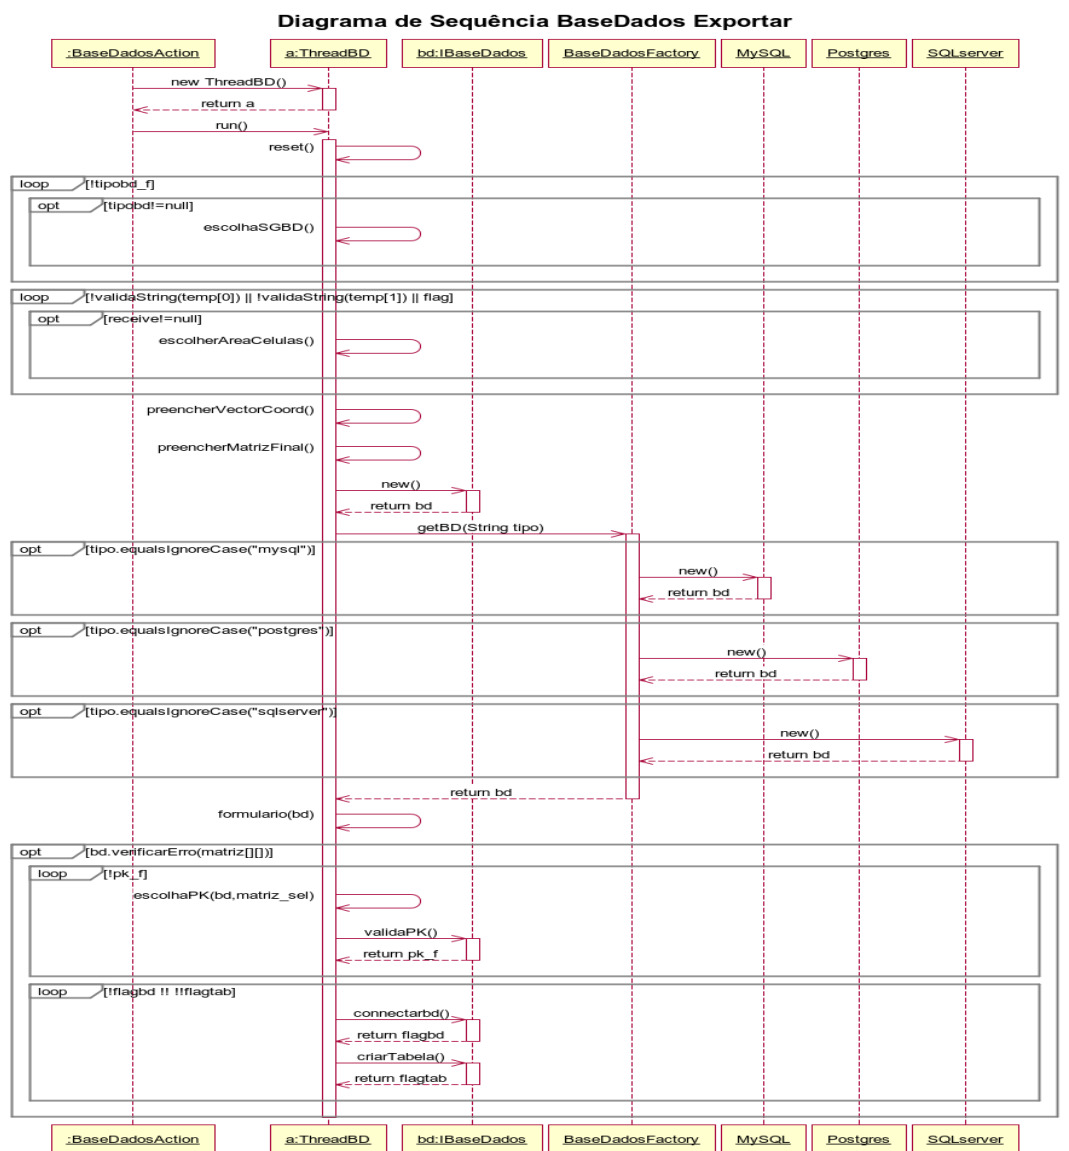 Diagrama de Sequência BaseDados Exportar
:BaseDadosAction a:ThreadBD bd:IBaseDados BaseDadosFactory MySQL Postgres SQLserver
new ThreadBD()
return a
run()
reset()
loop [!tipobd_f]
opt [tipobd!=null]
escolhaSGBD()
loop [!validaString(temp[0]) || !validaString(temp[1]) || flag]
opt [receive!=null]
escolherAreaCelulas()
preencherVectorCoord()
preencherMatrizFinal()
new()
return bd
getBD(String tipo)
opt [tipo.equalsIgnoreCase("mysql")]
new()
return bd
opt [tipo.equalsIgnoreCase("postgres")]
new()
return bd
opt [tipo.equalsIgnoreCase("sqlserver")]
new()
return bd
return bd
formulario(bd)
opt [bd.verificarErro(matriz[][])]
loop [!pk_f]
escolhaPK(bd,matriz_sel)
validaPK()
return pk_f
loop [!flagbd !! !!flagtab]
connectarbd()
return flagbd
criarTabela()
return flagtab
:BaseDadosAction a:ThreadBD bd:IBaseDados BaseDadosFactory MySQL Postgres SQLserver